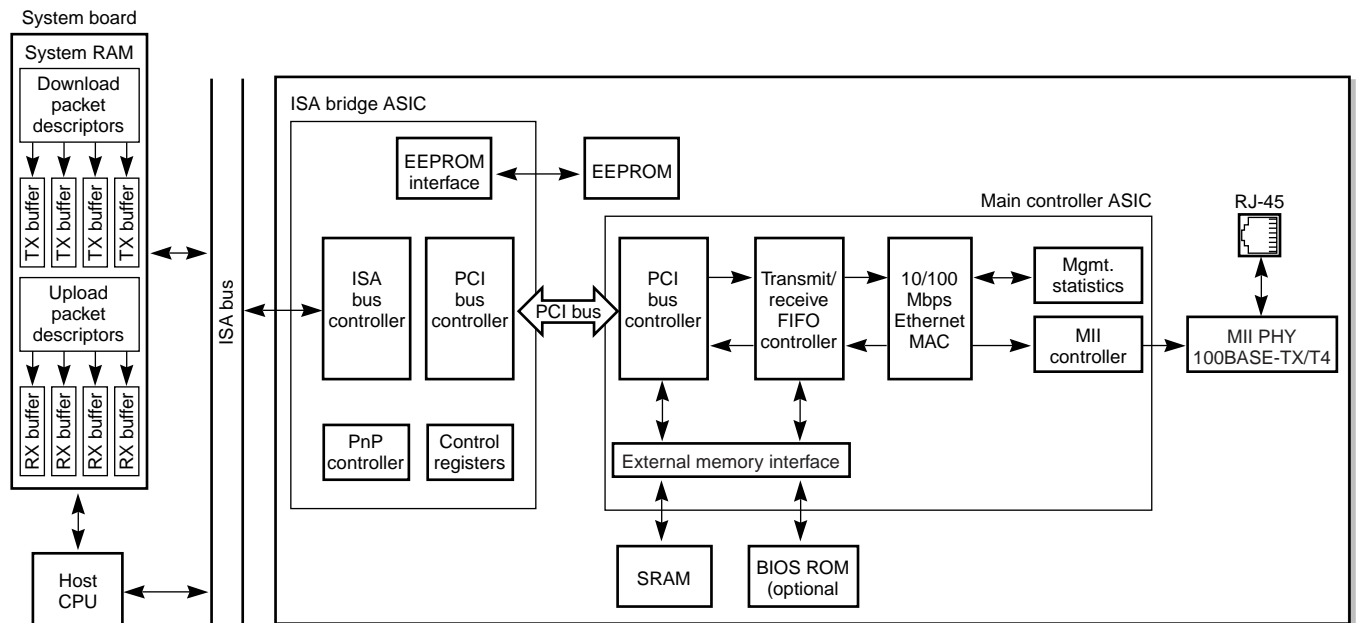 System board
System RAM
Download
packet
descriptors
TX buffer
TX buffer
TX buffer
TX buffer
Upload
packet
descriptors
RX buffer
RX buffer
RX buffer
RX buffer
Host
CPU
ISA bus
ISA bridge ASIC
EEPROM
interface
EEPROM
ISA
bus
controller
PCI
bus
controller
PnP
controller
Control
registers
PCI bus
Main controller ASIC
PCI
bus
controller
Transmit/
receive
FIFO
controller
10/100
Mbps
Ethernet
MAC
Mgmt.
statistics
MII
controller
External memory interface
SRAM
BIOS ROM
(optional
RJ-45
MII PHY
100BASE-TX/T4